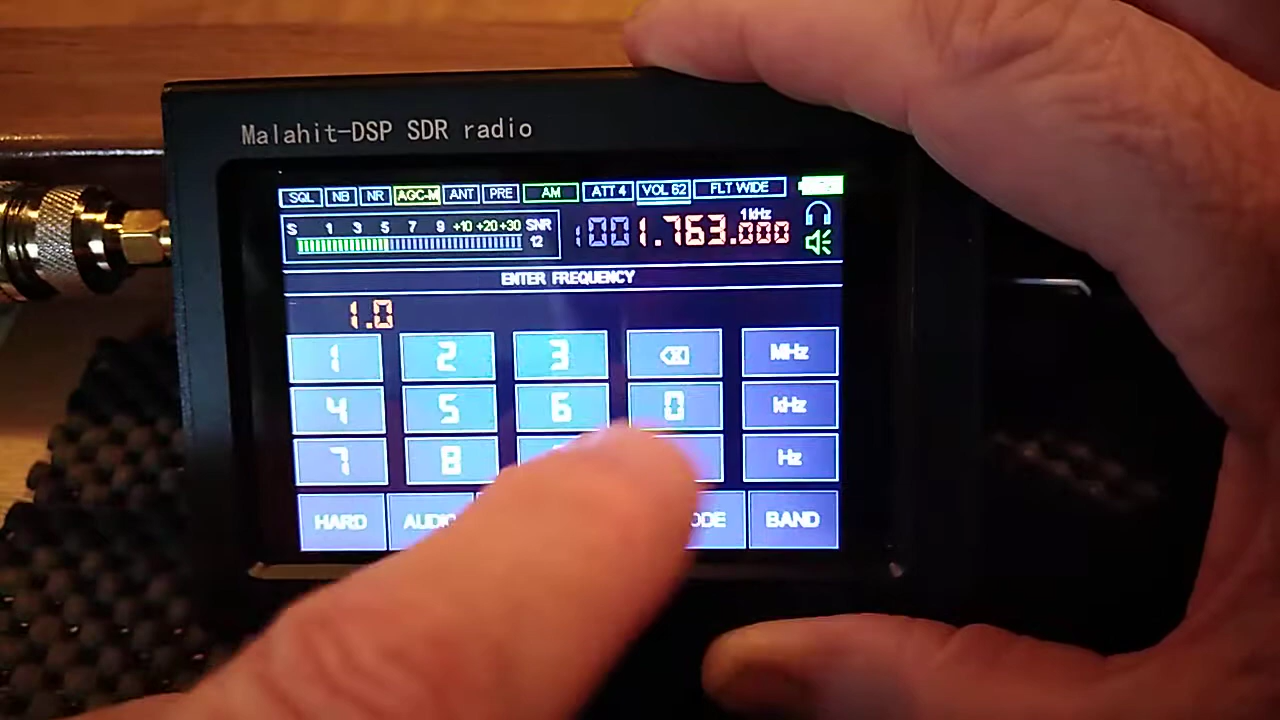 Malahit-DSP SDR radio
SQL NB NR AGC-M ANT PRE AM ATT 4 VOL 62 FLT WIDE
S 1 3 5 7 9 +10 +20 +30 SNR
12
1kHz
001.763.000
ENTER FREQUENCY
1.0
1 2 3 MHz
4 5 6 0 kHz
7 8 Hz
HARD BAND